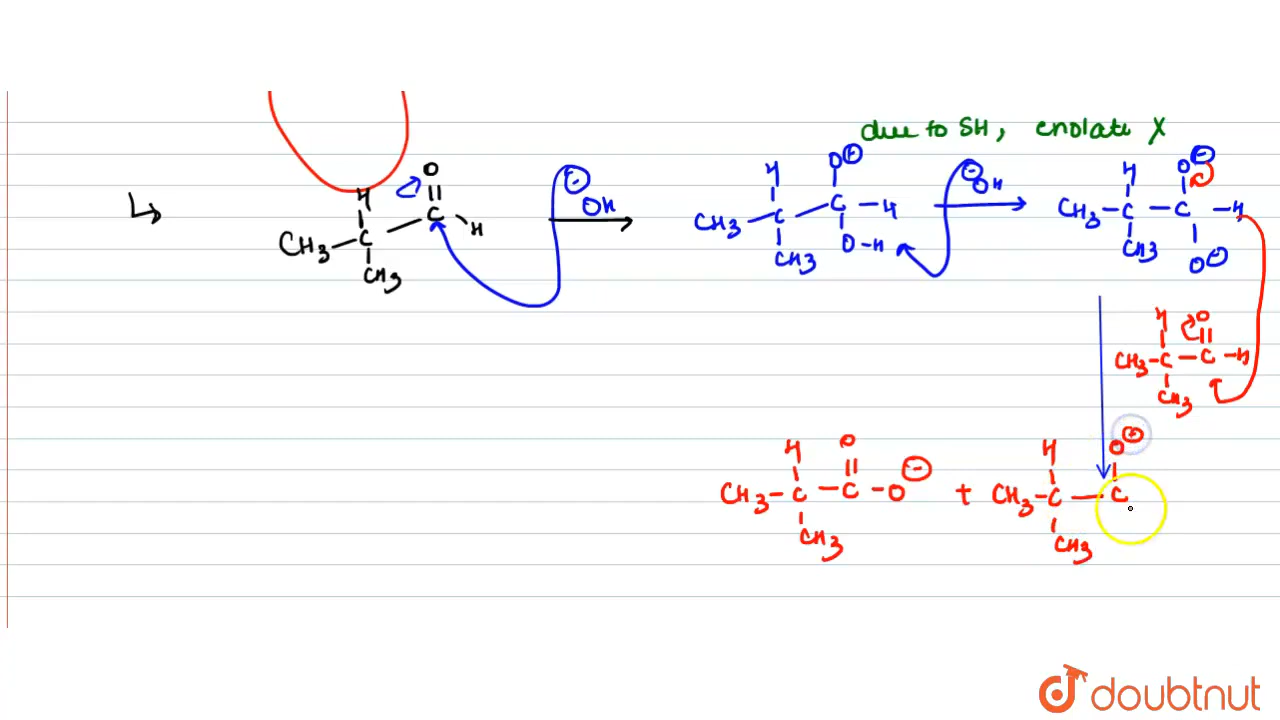 due to SH, enolate X
H O H O⊖ ⊖OH H O⊖
CH3 – C – C – H ⊖OH CH3 – C – C – H CH3 – C – C – H
CH3 CH3 O–H CH3 O⊖
H O
CH3 – C – C – H
CH3
H O H O⊖
CH3 – C – C – O⊖ + CH3 – C – C
CH3 CH3
doubtnut